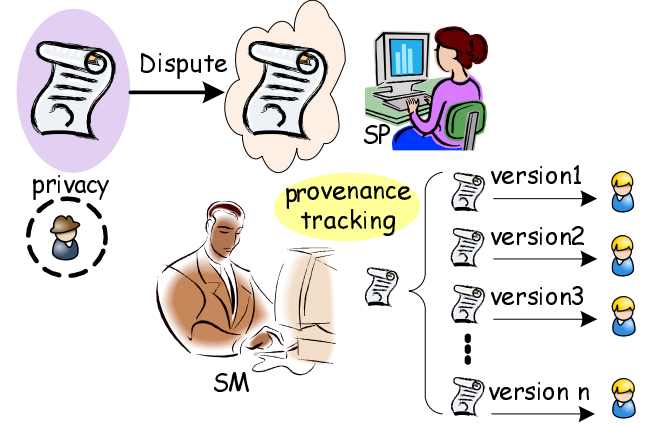 Dispute
SP
privacy
provenance
tracking
version1
version2
version3
version n
SM